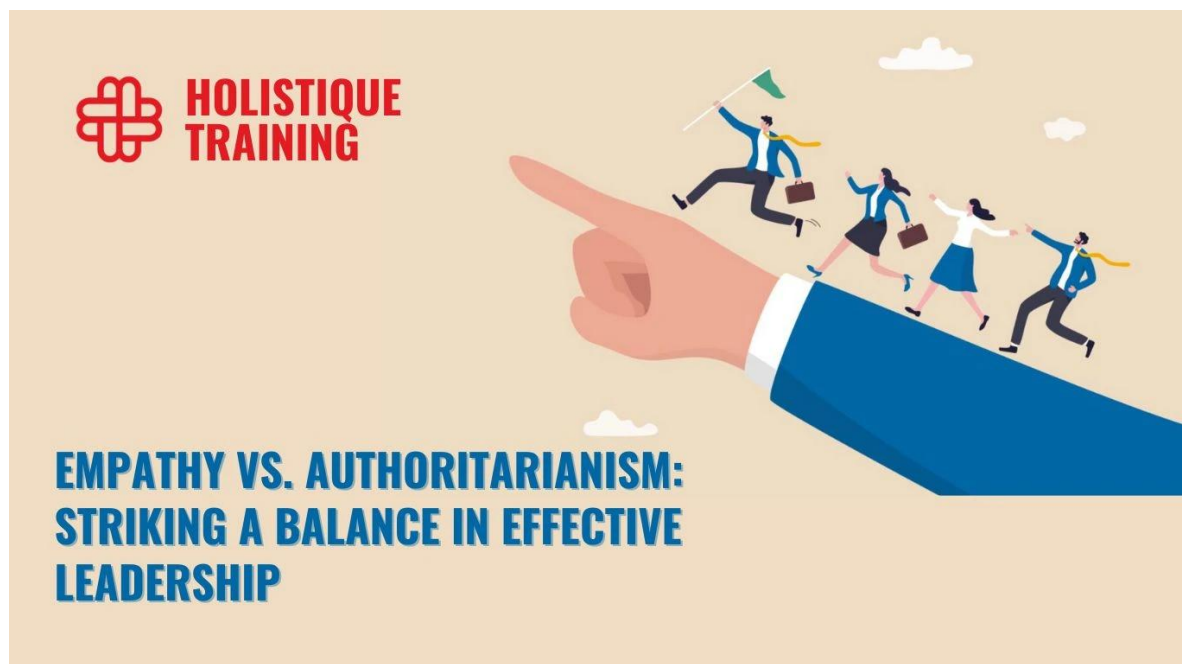 HOLISTIQUE
TRAINING
EMPATHY VS. AUTHORITARIANISM:
STRIKING A BALANCE IN EFFECTIVE
LEADERSHIP